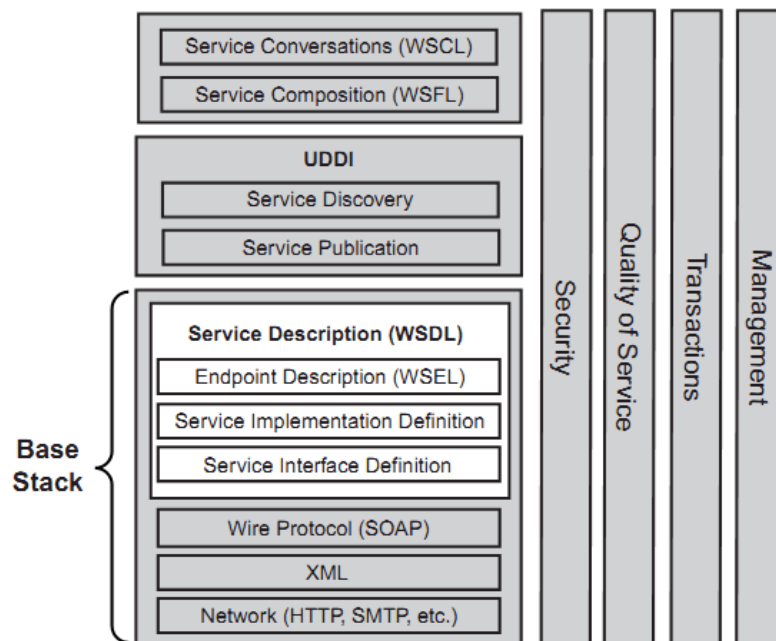 Service Conversations (WSCL)
Service Composition (WSFL)
UDDI
Service Discovery
Service Publication
Base
Stack
Service Description (WSDL)
Endpoint Description (WSEL)
Service Implementation Definition
Service Interface Definition
Wire Protocol (SOAP)
XML
Network (HTTP, SMTP, etc.)
Security
Quality of Service
Transactions
Management